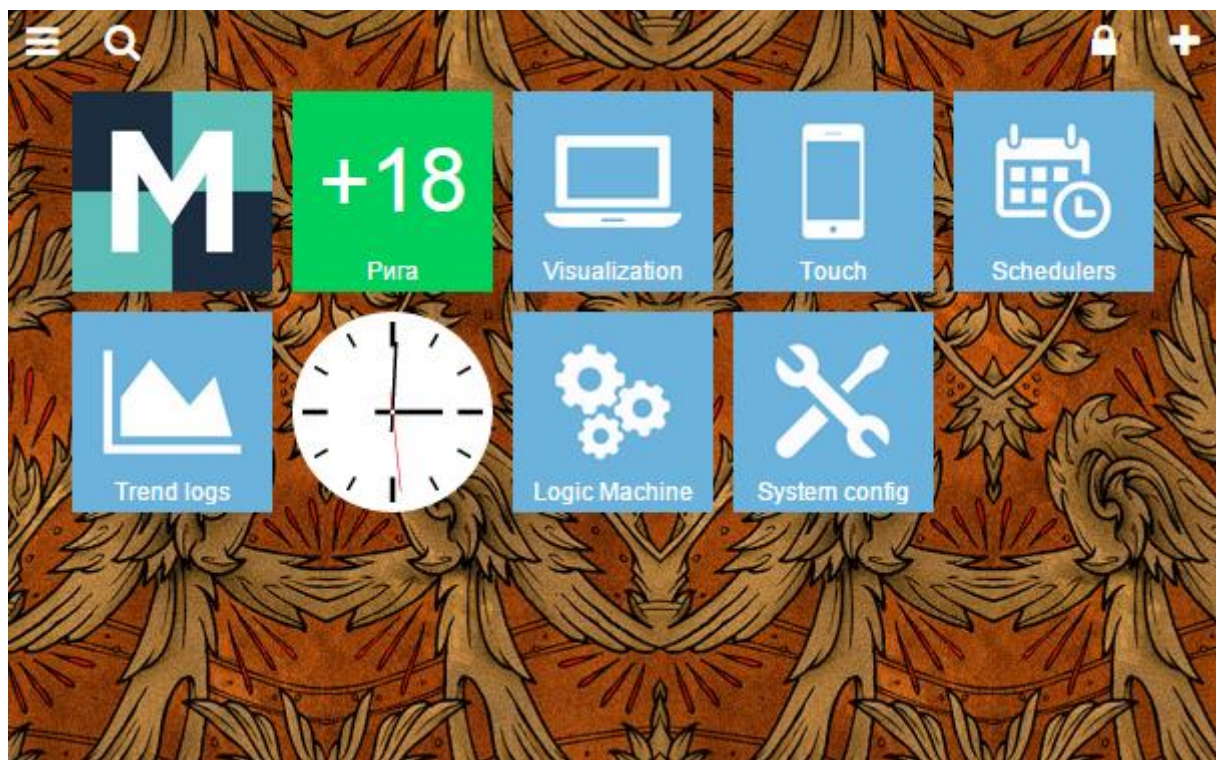 M
+18
Рига
Visualization
Touch
Schedulers
Trend logs
Logic Machine
System config